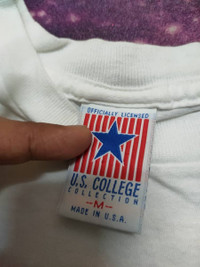 OFFICIALLY LICENSED
U.S. COLLEGE
COLLECTION
-M-
MADE IN U.S.A.